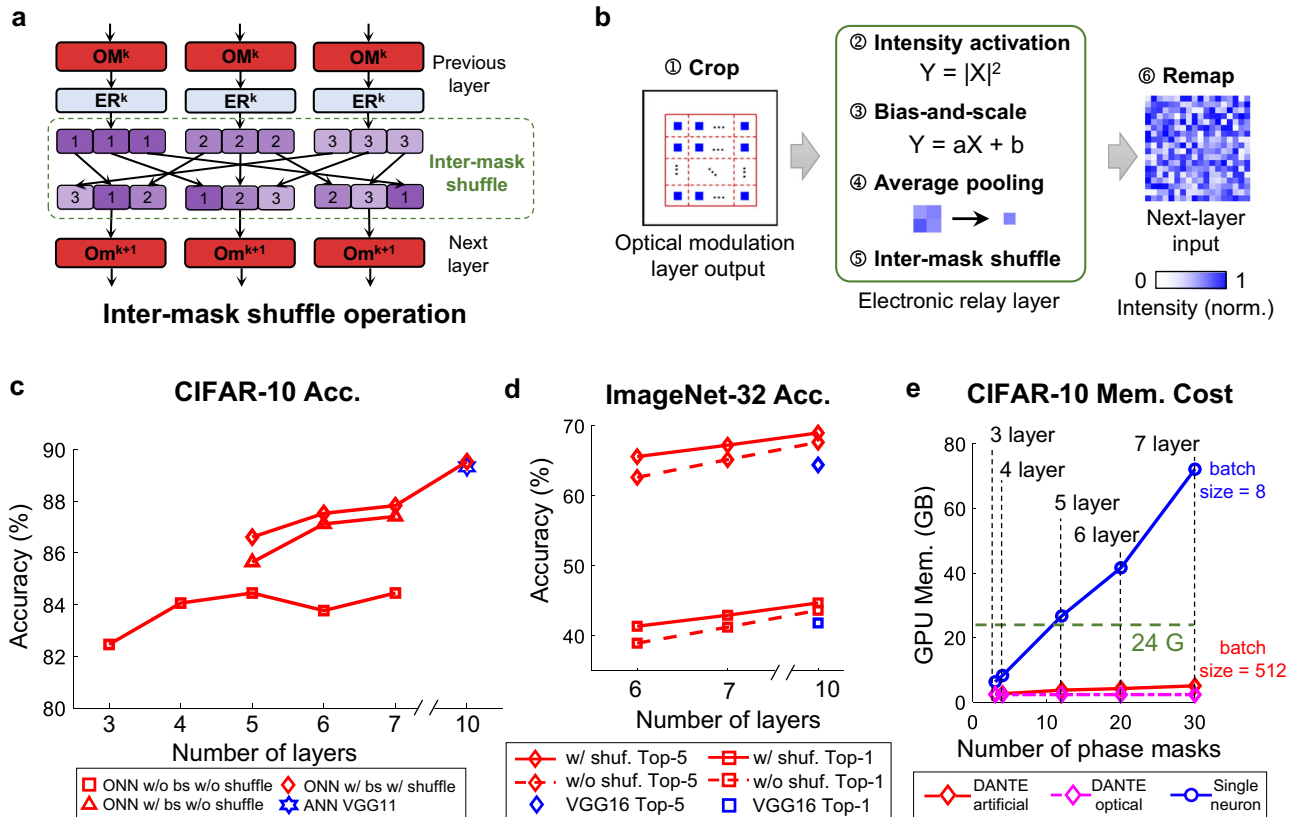 a
OMᵏ OMᵏ OMᵏ
Previous
layer
ERᵏ ERᵏ ERᵏ
1 1 1 2 2 2 3 3 3
Inter-mask
shuffle
3 1 2 1 2 3 2 3 1
Omᵏ⁺¹ Omᵏ⁺¹ Omᵏ⁺¹
Next
layer
Inter-mask shuffle operation
b
① Crop
Optical modulation
layer output
② Intensity activation
Y = |X|²
③ Bias-and-scale
Y = aX + b
④ Average pooling
⑤ Inter-mask shuffle
Electronic relay layer
⑥ Remap
Next-layer
input
0 1
Intensity (norm.)
c
CIFAR-10 Acc.
Accuracy (%)
90
88
86
84
82
80
3 4 5 6 7 10
Number of layers
ONN w/o bs w/o shuffle
ONN w/ bs w/o shuffle
ONN w/ bs w/ shuffle
ANN VGG11
d
ImageNet-32 Acc.
Accuracy (%)
70
60
50
40
6 7 10
Number of layers
w/ shuf. Top-5
w/o shuf. Top-5
VGG16 Top-5
w/ shuf. Top-1
w/o shuf. Top-1
VGG16 Top-1
e
CIFAR-10 Mem. Cost
GPU Mem. (GB)
80
60
40
20
0
3 layer
4 layer
5 layer
6 layer
7 layer
batch
size = 8
24 G
batch
size = 512
0 10 20 30
Number of phase masks
DANTE
artificial
DANTE
optical
Single
neuron